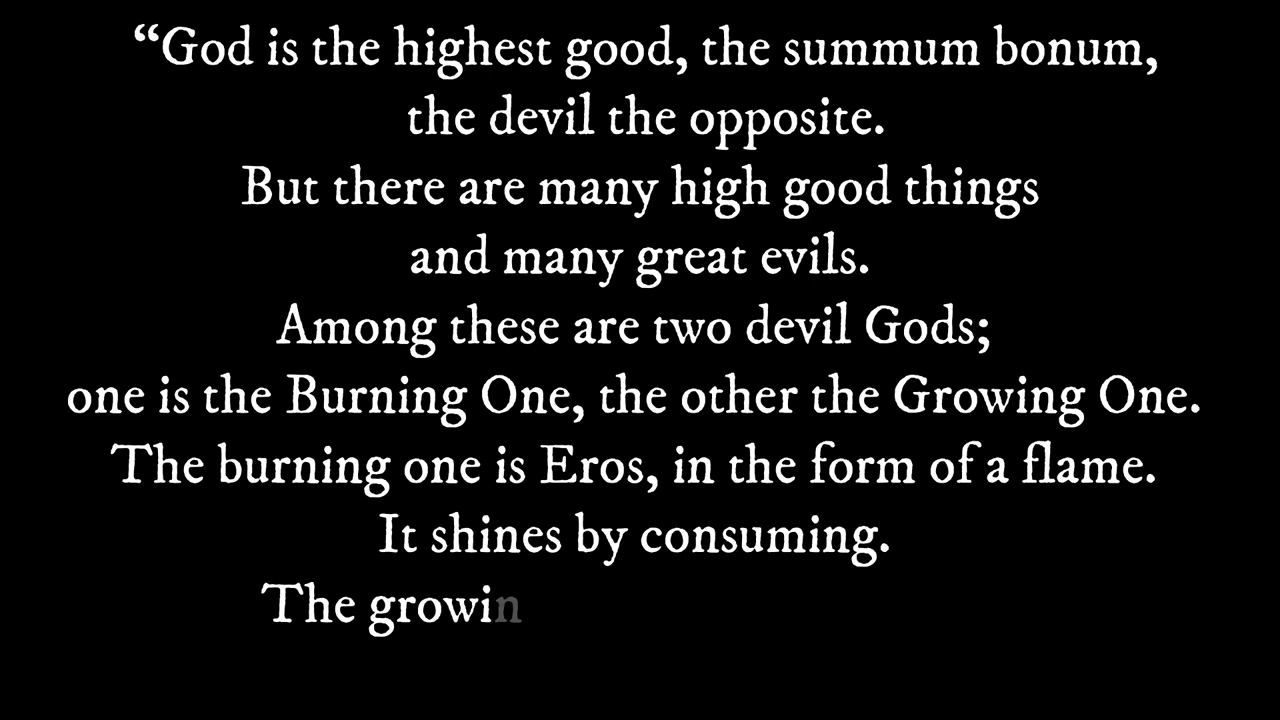 “God is the highest good, the summum bonum,
the devil the opposite.
But there are many high good things
and many great evils.
Among these are two devil Gods;
one is the Burning One, the other the Growing One.
The burning one is Eros, in the form of a flame.
It shines by consuming.
The growin